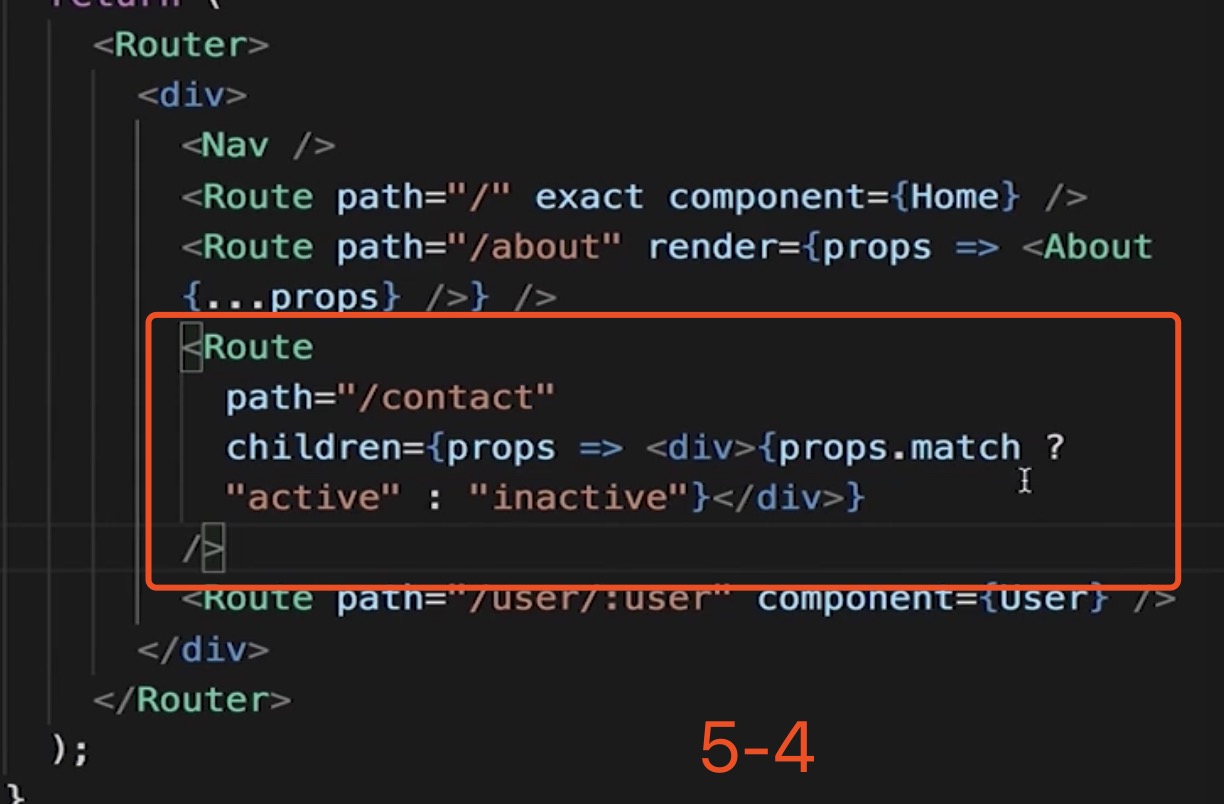 return (
<Router>
<div>
<Nav />
<Route path="/" exact component={Home} />
<Route path="/about" render={props => <About
{...props} />} />
<Route
path="/contact"
children={props => <div>{props.match ?
"active" : "inactive"}</div>}
/>
<Route path="/user/:user" component={User} />
</div>
</Router>
);
}
5-4